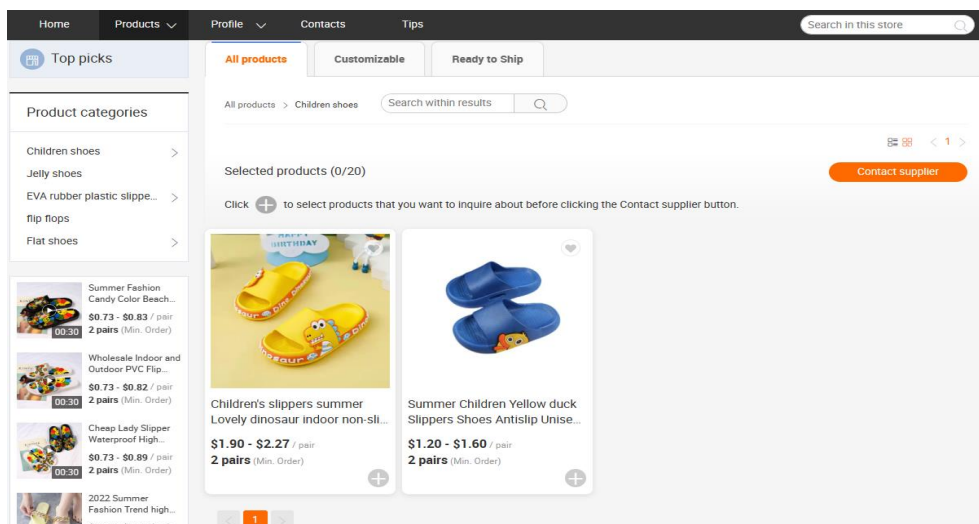 Home Products Profile Contacts Tips Search in this store
Top picks
All products Customizable Ready to Ship
Product categories
Children shoes
Jelly shoes
EVA rubber plastic slippe...
flip flops
Flat shoes
All products > Children shoes Search within results
< 1 >
Selected products (0/20) Contact supplier
Click + to select products that you want to inquire about before clicking the Contact supplier button.
Summer Fashion
Candy Color Beach...
$0.73 - $0.83 / pair
2 pairs (Min. Order)
00:30
Wholesale Indoor and
Outdoor PVC Flip...
$0.73 - $0.82 / pair
2 pairs (Min. Order)
00:30
Cheap Lady Slipper
Waterproof High...
$0.73 - $0.89 / pair
2 pairs (Min. Order)
00:30
2022 Summer
Fashion Trend high...
BIRTHDAY
Children's slippers summer
Lovely dinosaur indoor non-sli...
$1.90 - $2.27 / pair
2 pairs (Min. Order)
Summer Children Yellow duck
Slippers Shoes Antislip Unise...
$1.20 - $1.60 / pair
2 pairs (Min. Order)
< 1 >